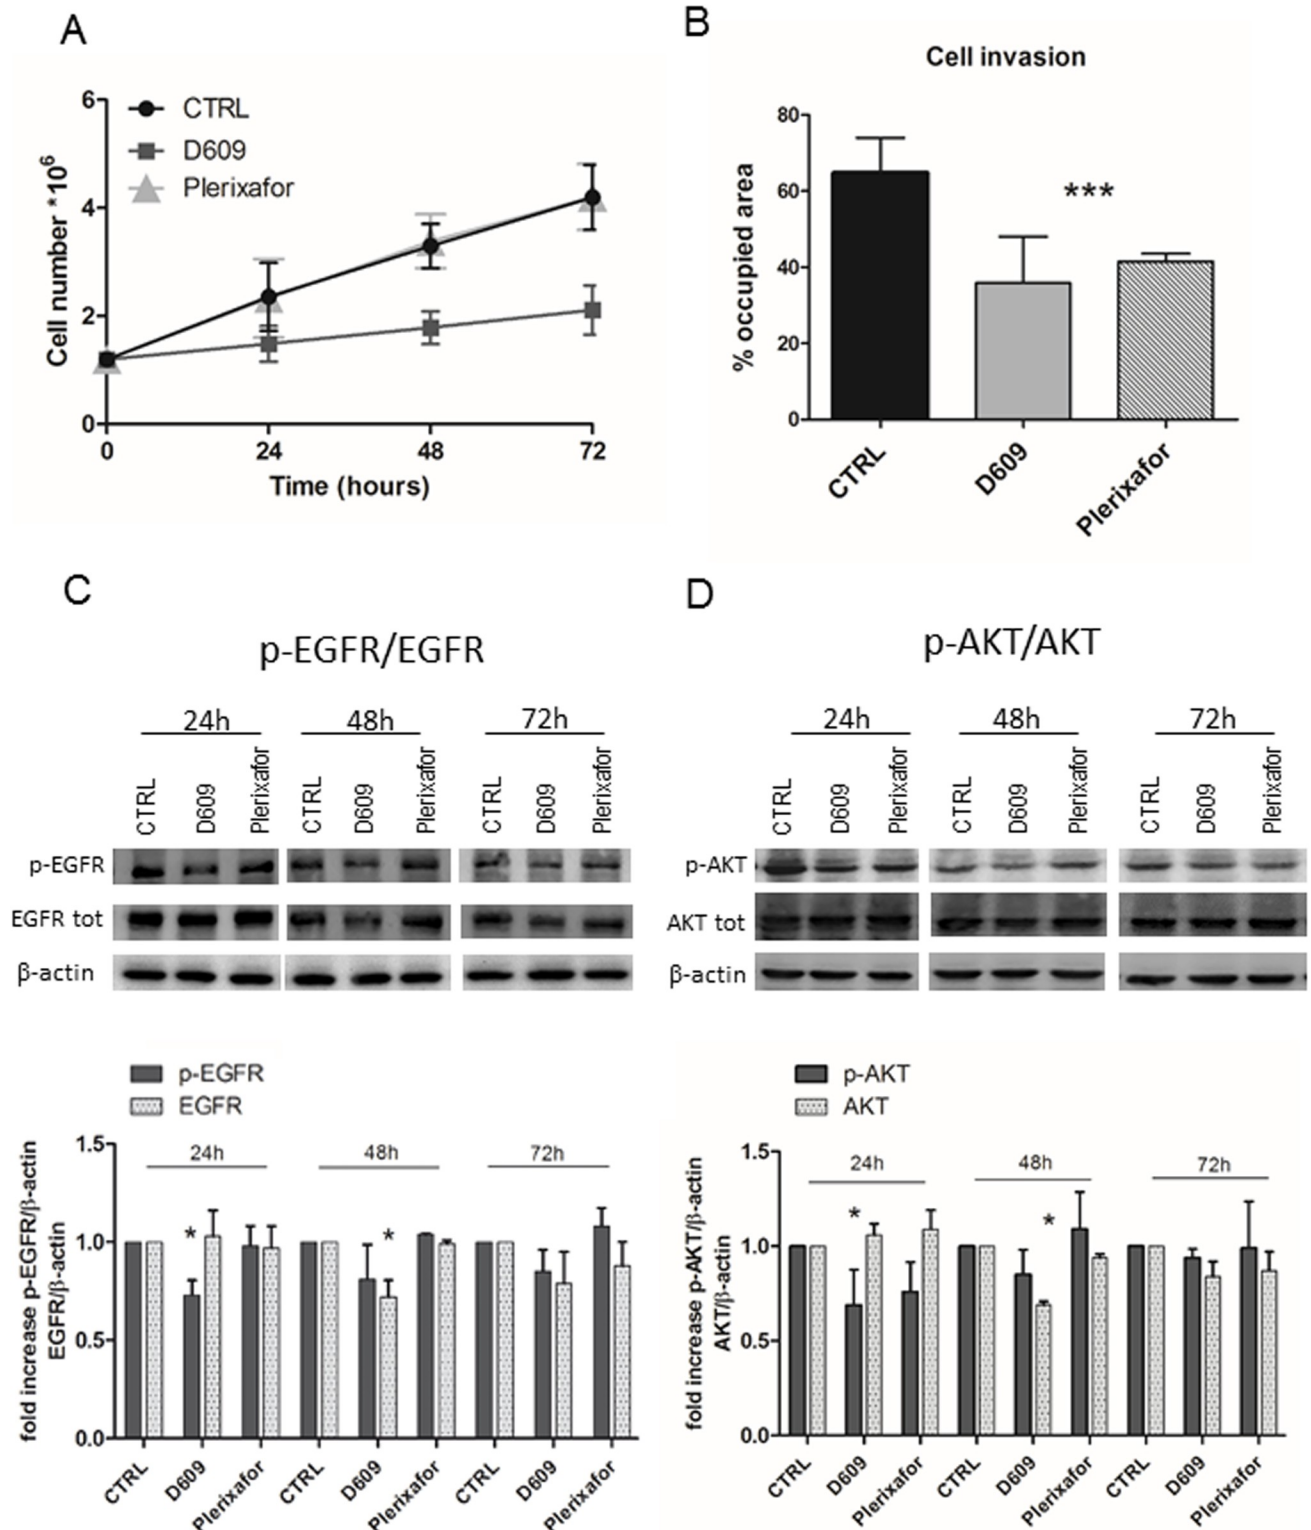 A
6
4
2
0
Cell number *10⁶
CTRL
D609
Plerixafor
0 24 48 72
Time (hours)
B
Cell invasion
80
60
40
20
0
% occupied area
***
CTRL D609 Plerixafor
C
p-EGFR/EGFR
24h 48h 72h
CTRL D609 Plerixafor CTRL D609 Plerixafor CTRL D609 Plerixafor
p-EGFR
EGFR tot
β-actin
p-EGFR
EGFR
fold increase p-EGFR/β-actin
EGFR/β-actin
1.5
1.0
0.5
0.0
24h 48h 72h
* *
CTRL D609 Plerixafor CTRL D609 Plerixafor CTRL D609 Plerixafor
D
p-AKT/AKT
24h 48h 72h
CTRL D609 Plerixafor CTRL D609 Plerixafor CTRL D609 Plerixafor
p-AKT
AKT tot
β-actin
p-AKT
AKT
fold increase p-AKT/β-actin
AKT/β-actin
1.5
1.0
0.5
0.0
24h 48h 72h
* *
CTRL D609 Plerixafor CTRL D609 Plerixafor CTRL D609 Plerixafor